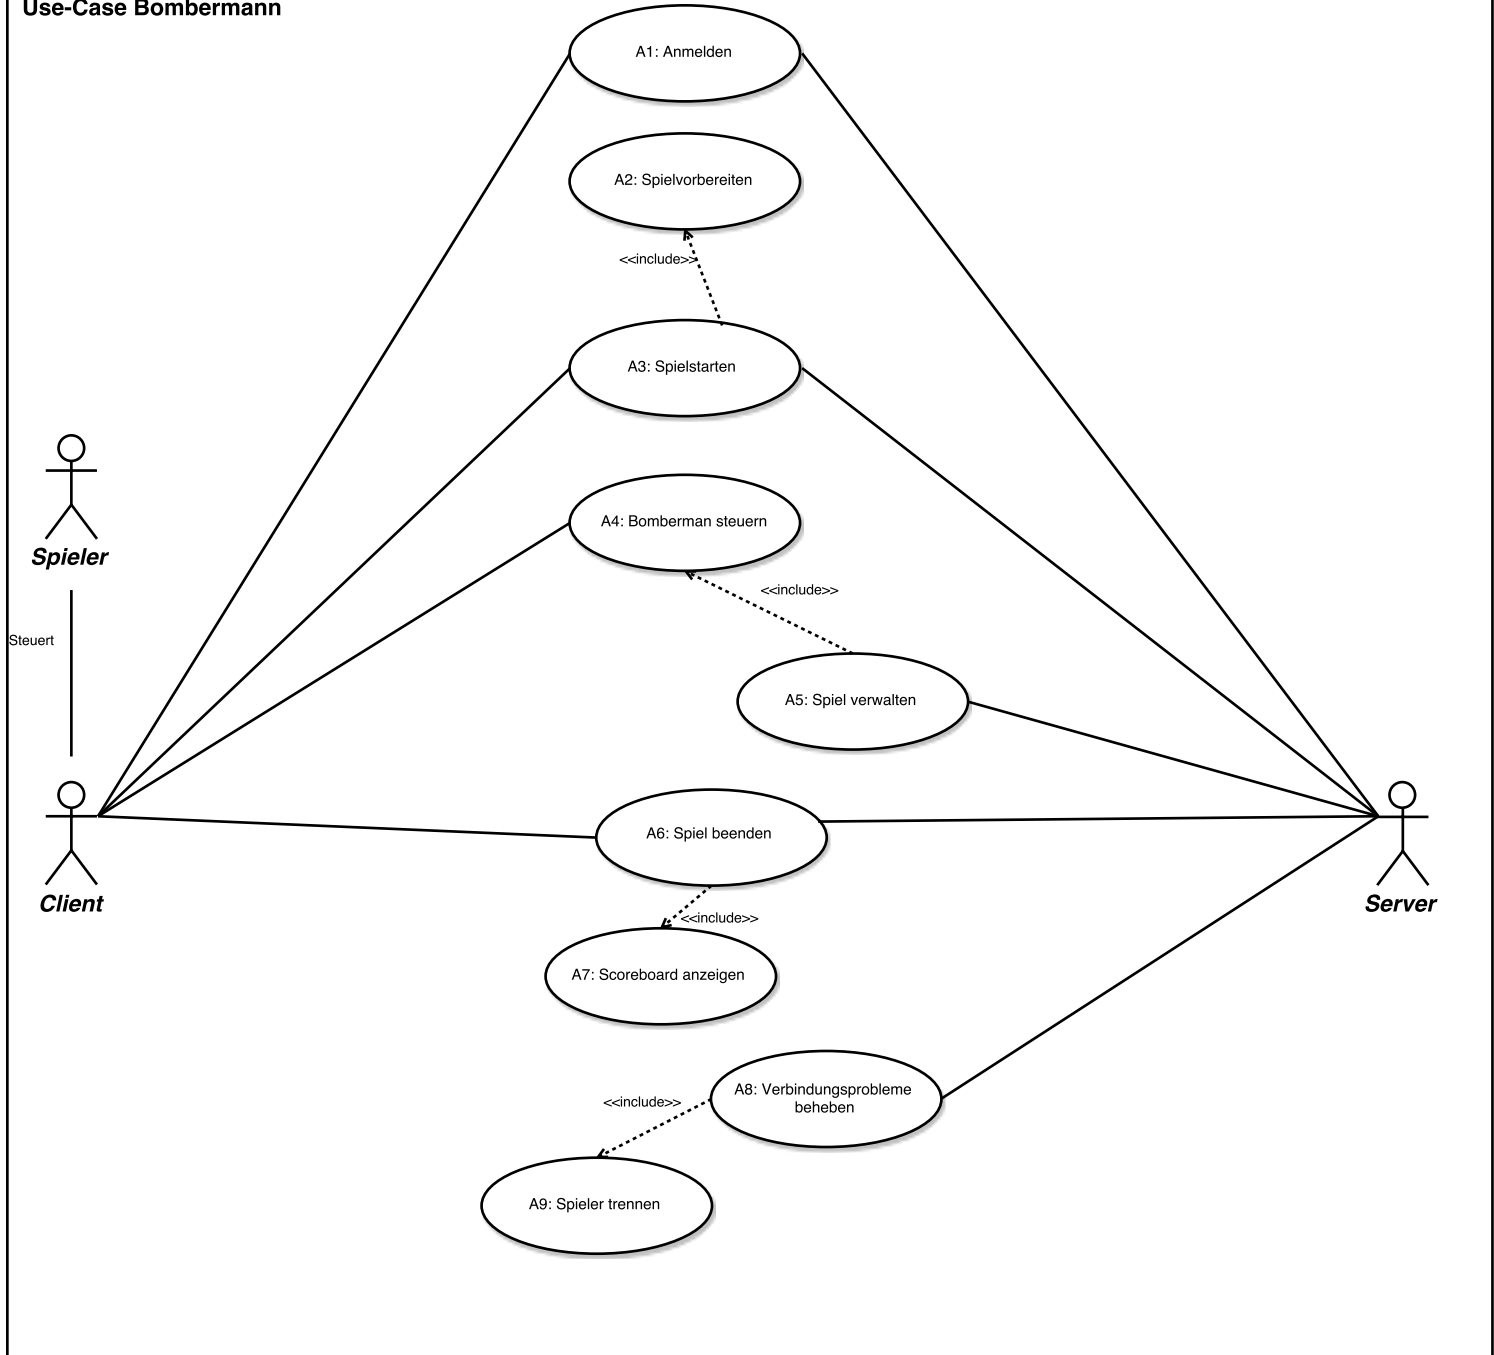 Use-Case Bombermann
A1: Anmelden
A2: Spielvorbereiten
<<include>>
A3: Spielstarten
Spieler
A4: Bomberman steuern
<<include>>
Steuert
A5: Spiel verwalten
A6: Spiel beenden
Client
Server
<<include>>
A7: Scoreboard anzeigen
A8: Verbindungsprobleme
beheben
<<include>>
A9: Spieler trennen